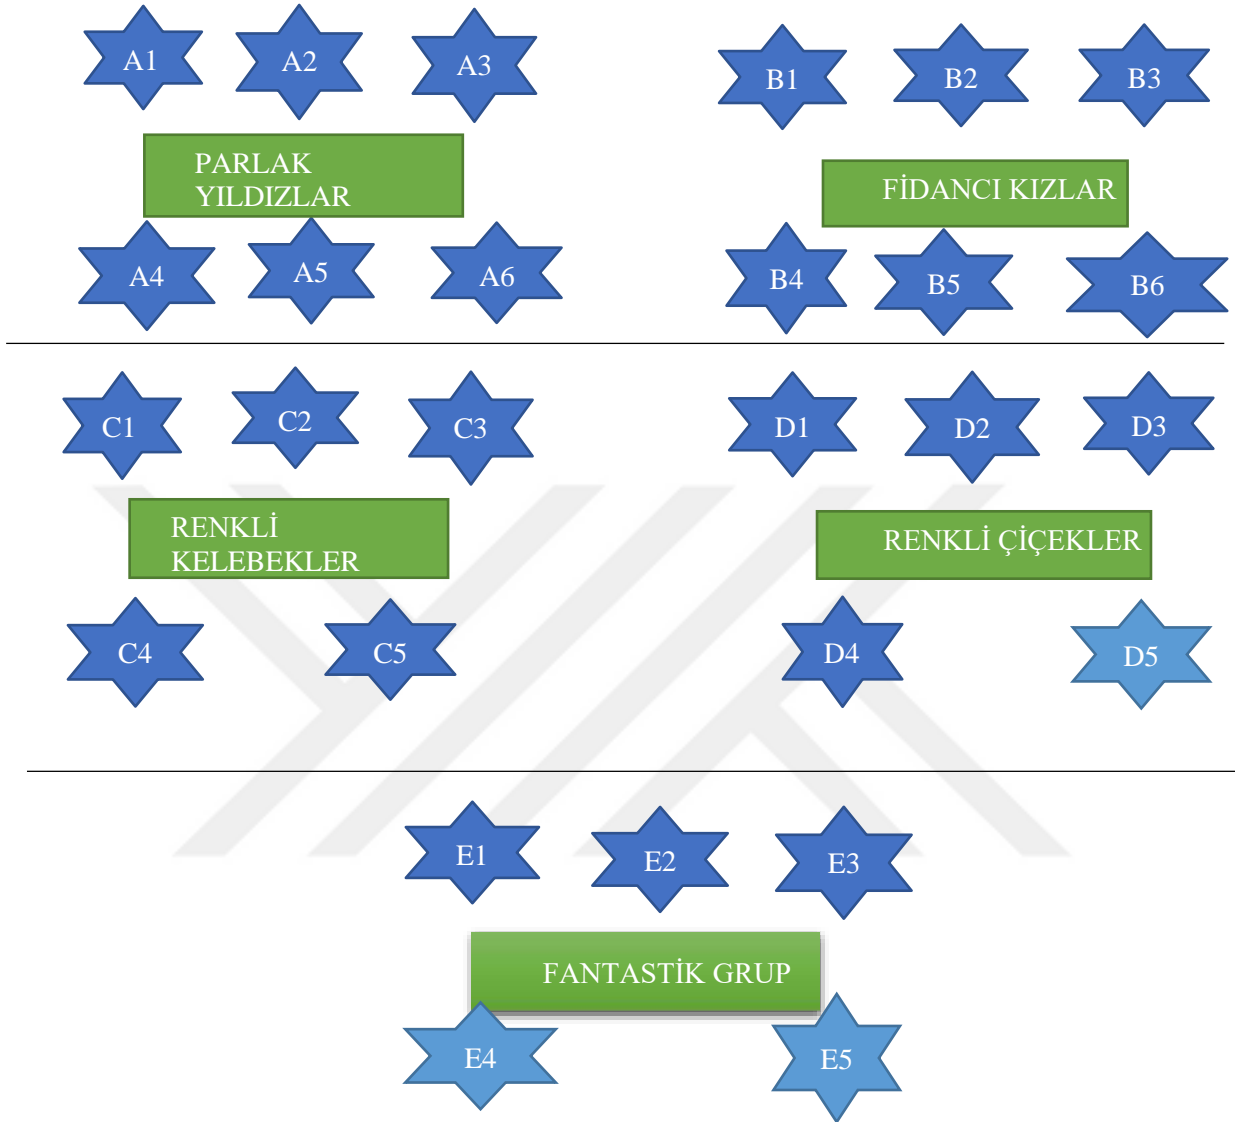 A1 A2 A3
PARLAK
YILDIZLAR
A4 A5 A6
B1 B2 B3
FİDANCI KIZLAR
B4 B5 B6
C1 C2 C3
RENKLİ
KELEBEKLER
C4 C5
D1 D2 D3
RENKLİ ÇİÇEKLER
D4 D5
E1 E2 E3
FANTASTİK GRUP
E4 E5